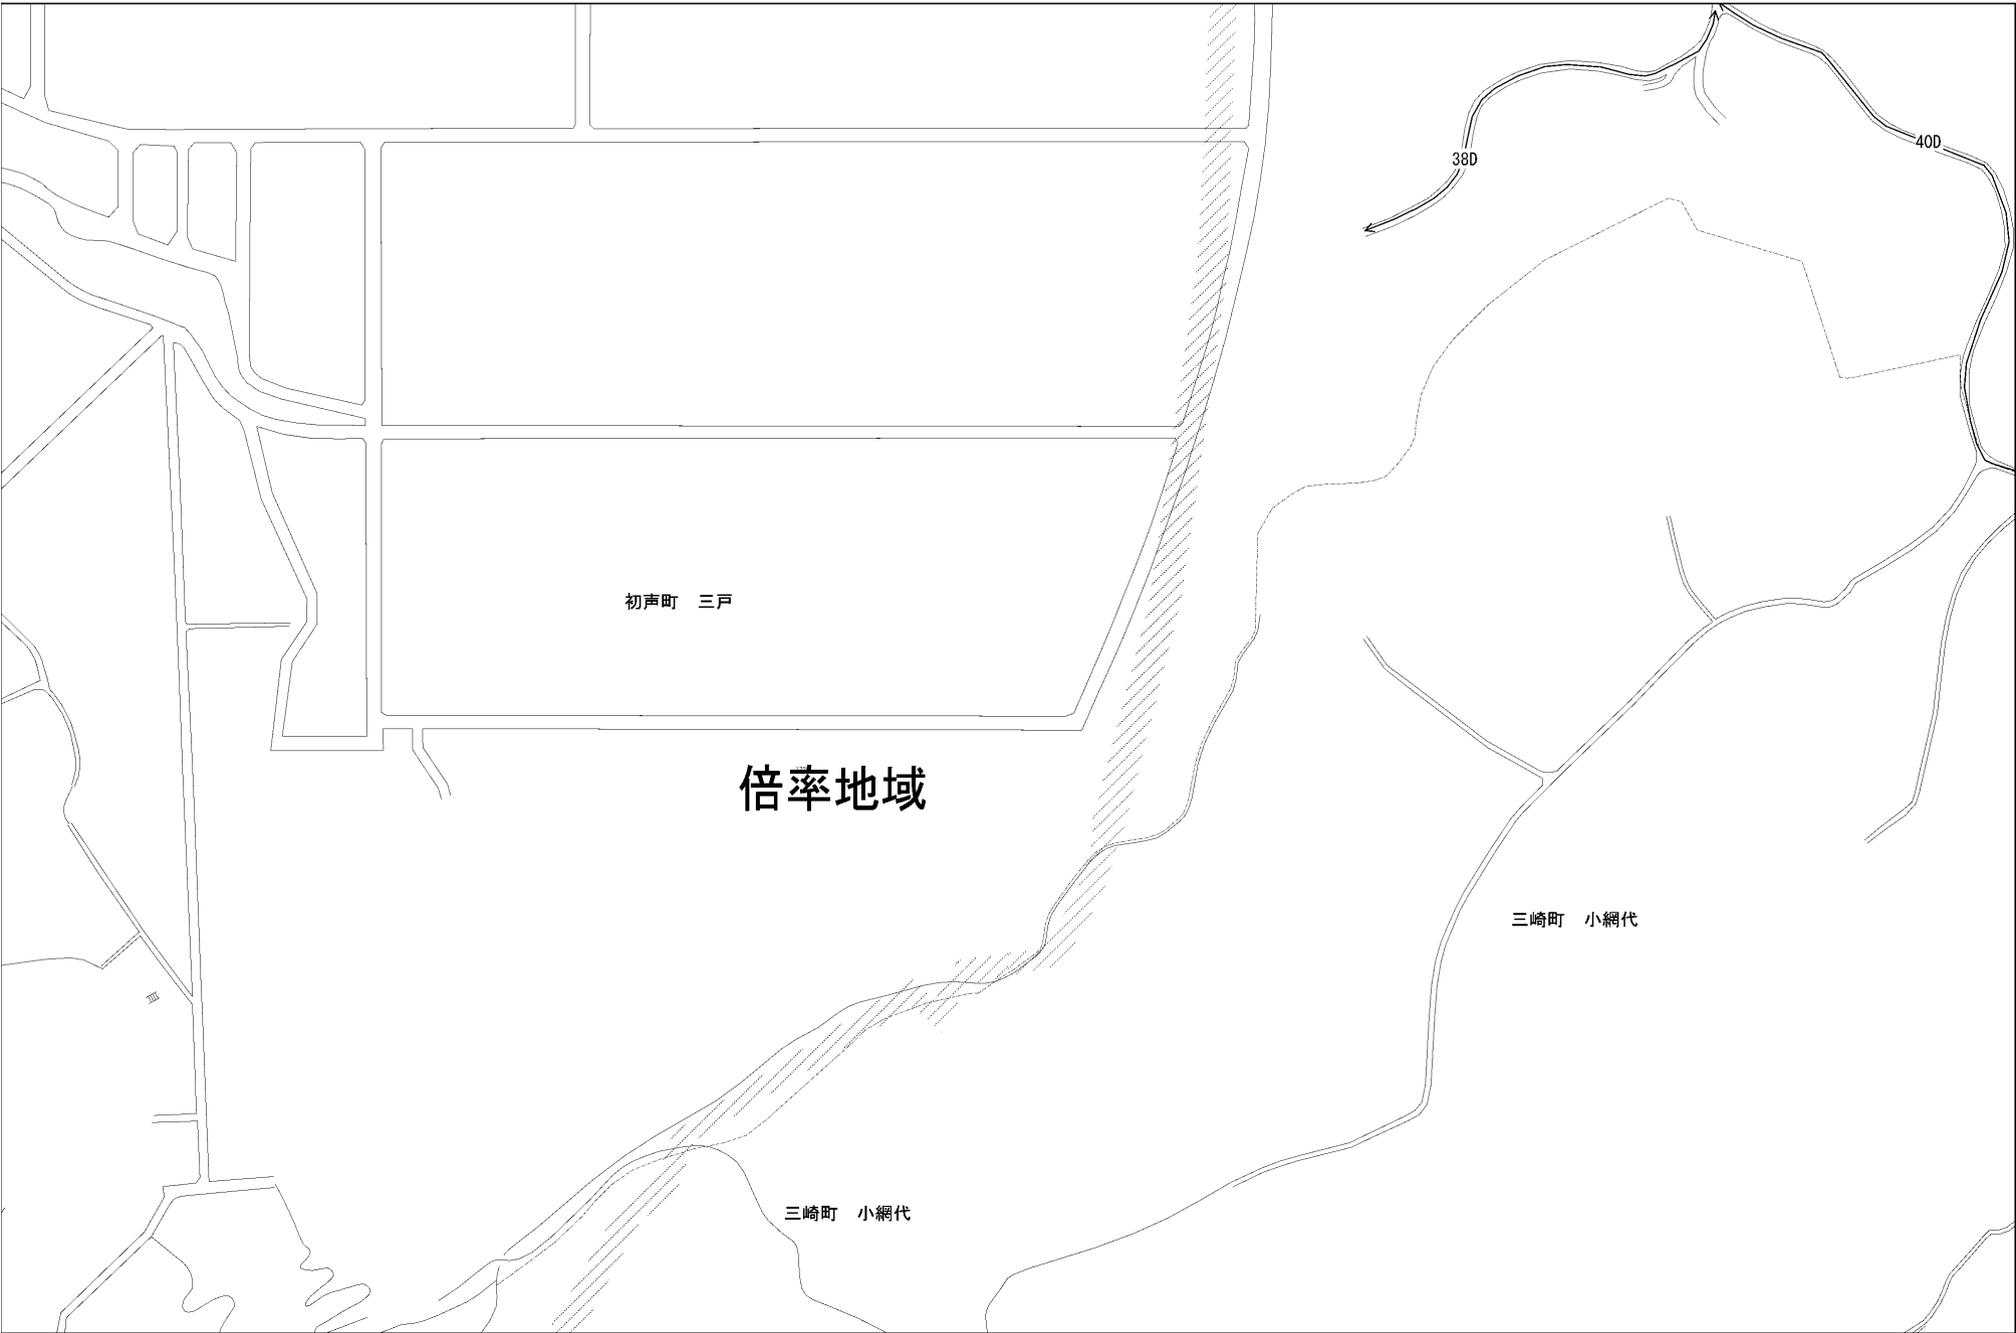 40D
38D
初声町　三戸
倍率地域
三崎町　小網代
三崎町　小網代